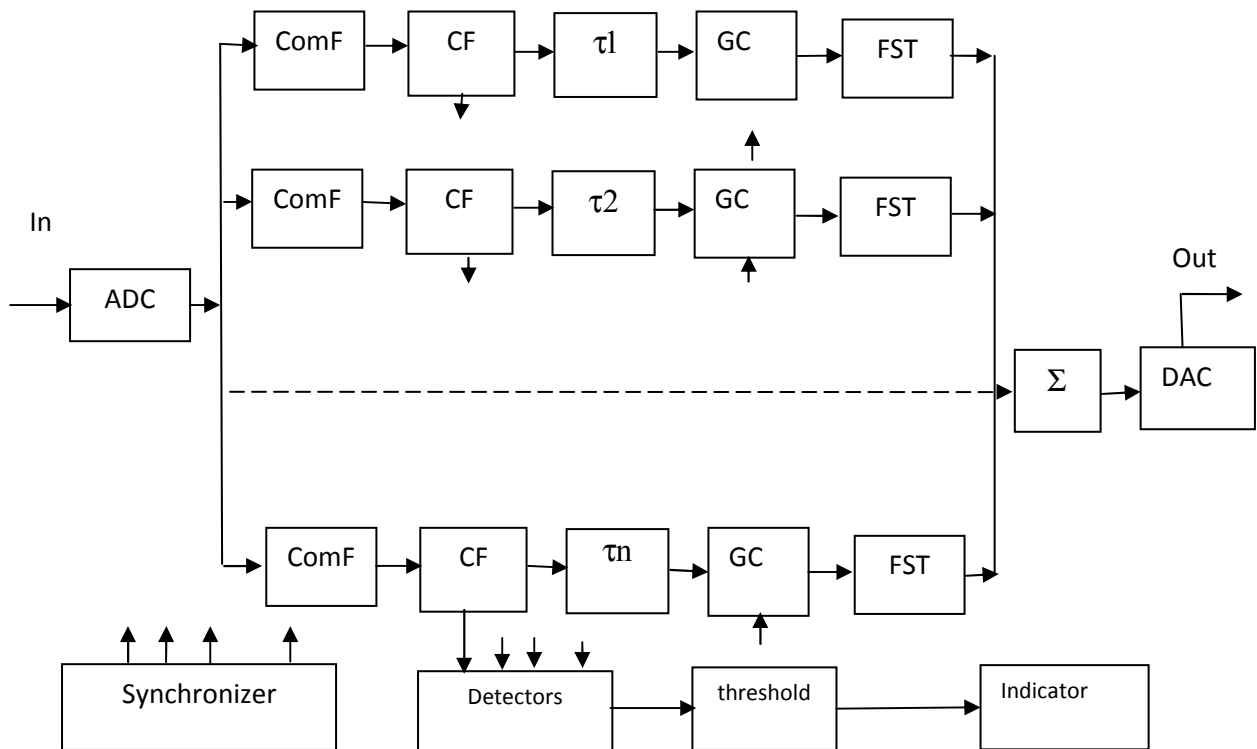 ComF CF τ1 GC FST
ComF CF τ2 GC FST
In
ADC
Out
Σ DAC
ComF CF τn GC FST
Synchronizer Detectors threshold Indicator